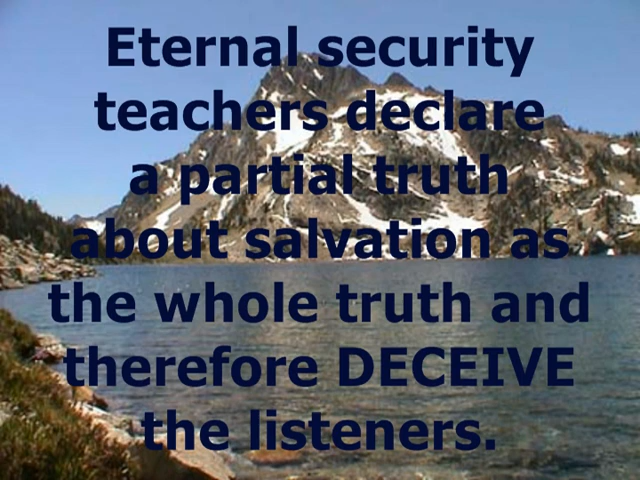 Eternal security
teachers declare
a partial truth
about salvation as
the whole truth and
therefore DECEIVE
the listeners.